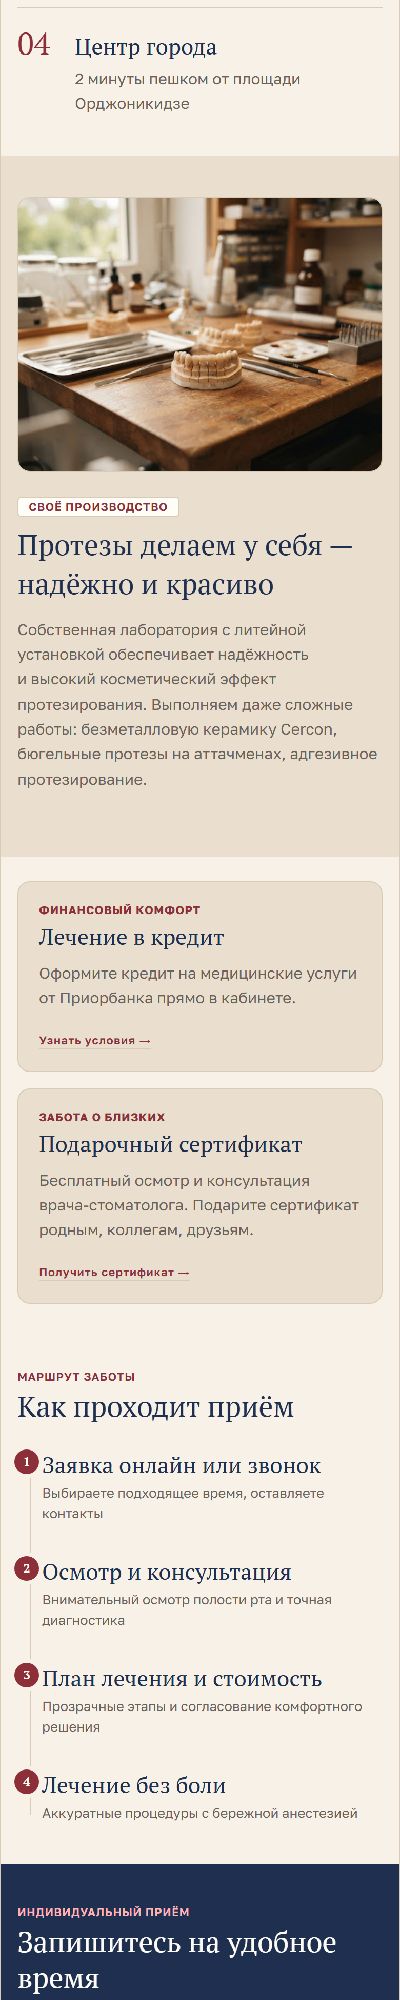 04
Центр города
2 минуты пешком от площади
Орджоникидзе
СВОЁ ПРОИЗВОДСТВО
Протезы делаем у себя —
надёжно и красиво
Собственная лаборатория с литейной
установкой обеспечивает надёжность
и высокий косметический эффект
протезирования. Выполняем даже сложные
работы: безметалловую керамику Cercon,
бюгельные протезы на аттачменах, адгезивное
протезирование.
ФИНАНСОВЫЙ КОМФОРТ
Лечение в кредит
Оформите кредит на медицинские услуги
от Приорбанка прямо в кабинете.
Узнать условия →
ЗАБОТА О БЛИЗКИХ
Подарочный сертификат
Бесплатный осмотр и консультация
врача-стоматолога. Подарите сертификат
родным, коллегам, друзьям.
Получить сертификат →
МАРШРУТ ЗАБОТЫ
Как проходит приём
1 Заявка онлайн или звонок
Выбираете подходящее время, оставляете
контакты
2 Осмотр и консультация
Внимательный осмотр полости рта и точная
диагностика
3 План лечения и стоимость
Прозрачные этапы и согласование комфортного
решения
4 Лечение без боли
Аккуратные процедуры с бережной анестезией
ИНДИВИДУАЛЬНЫЙ ПРИЁМ
Запишитесь на удобное
время